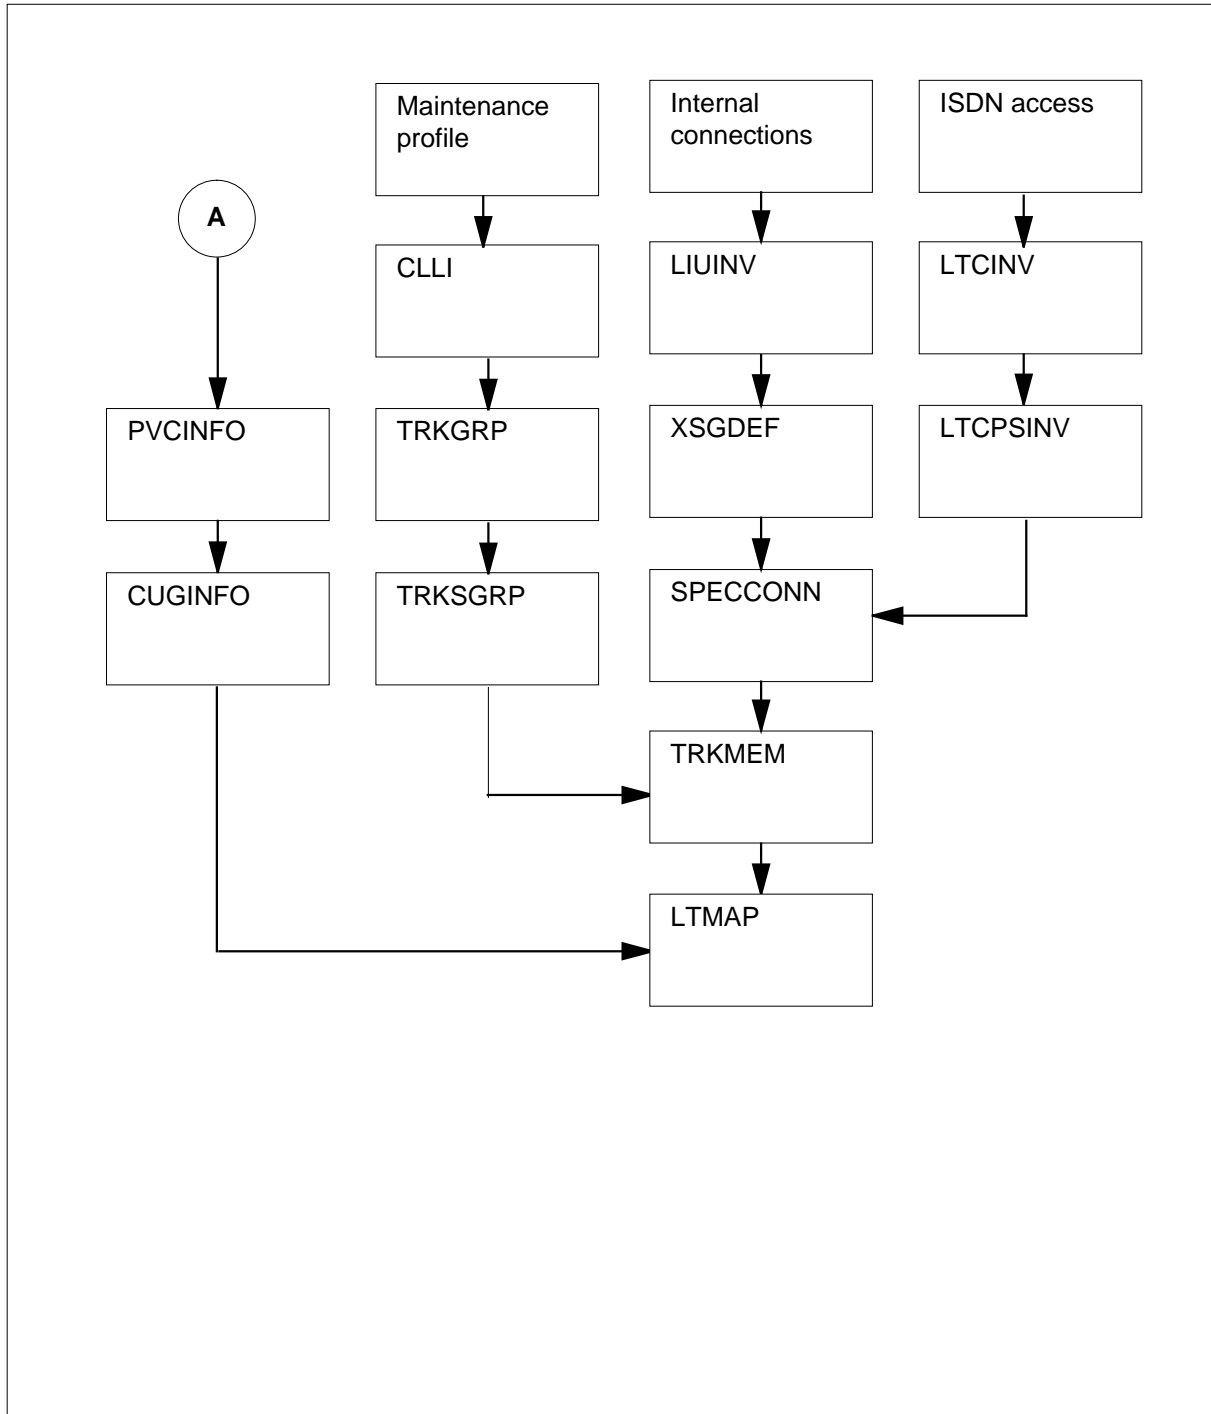 Maintenance
profile
Internal
connections
ISDN access
A
CLLI
LIUINV
LTCINV
PVCINFO
TRKGRP
XSGDEF
LTCPSINV
CUGINFO
TRKSGRP
SPECCONN
TRKMEM
LTMAP